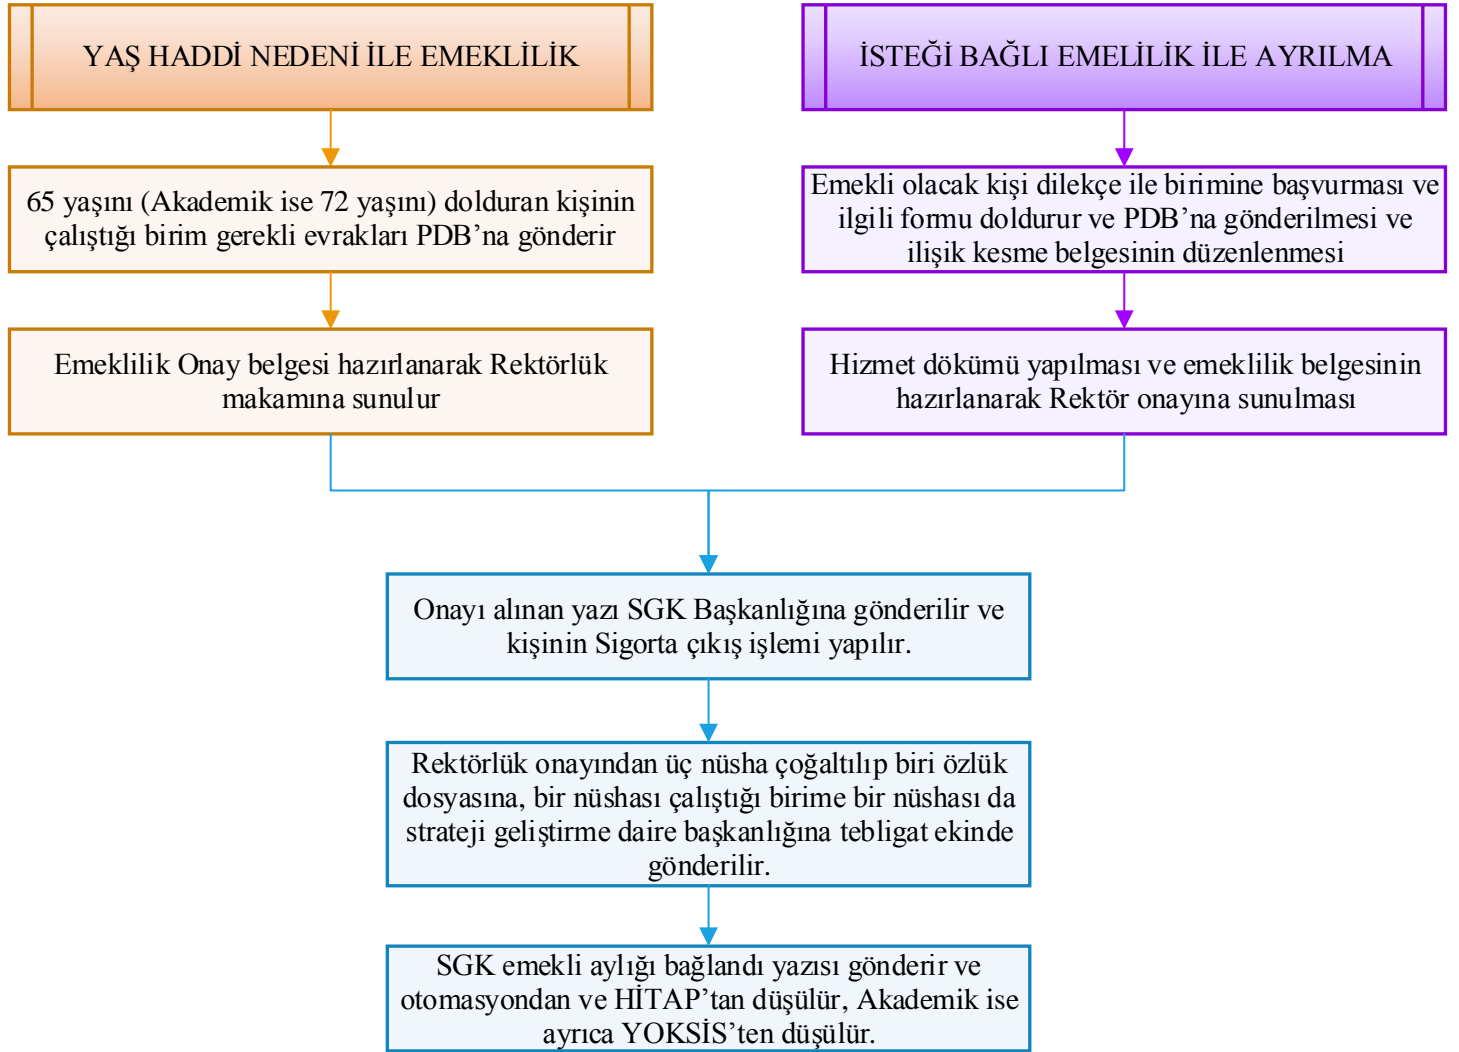 YAŞ HADDİ NEDENİ İLE EMEKLİLİK
65 yaşını (Akademik ise 72 yaşını) dolduran kişinin
çalıştığı birim gerekli evrakları PDB’na gönderir
Emeklilik Onay belgesi hazırlanarak Rektörlük
makamına sunulur
İSTEĞİ BAĞLI EMELİLİK İLE AYRILMA
Emekli olacak kişi dilekçe ile birimine başvurması ve
ilgili formu doldurur ve PDB’na gönderilmesi ve
ilişik kesme belgesinin düzenlenmesi
Hizmet dökümü yapılması ve emeklilik belgesinin
hazırlanarak Rektör onayına sunulması
Onayı alınan yazı SGK Başkanlığına gönderilir ve
kişinin Sigorta çıkış işlemi yapılır.
Rektörlük onayından üç nüsha çoğaltılıp biri özlük
dosyasına, bir nüshası çalıştığı birime bir nüshası da
strateji geliştirme daire başkanlığına tebligat ekinde
gönderilir.
SGK emekli aylığı bağlandı yazısı gönderir ve
otomasyondan ve HİTAP’tan düşülür, Akademik ise
ayrıca YOKSİS’ten düşülür.